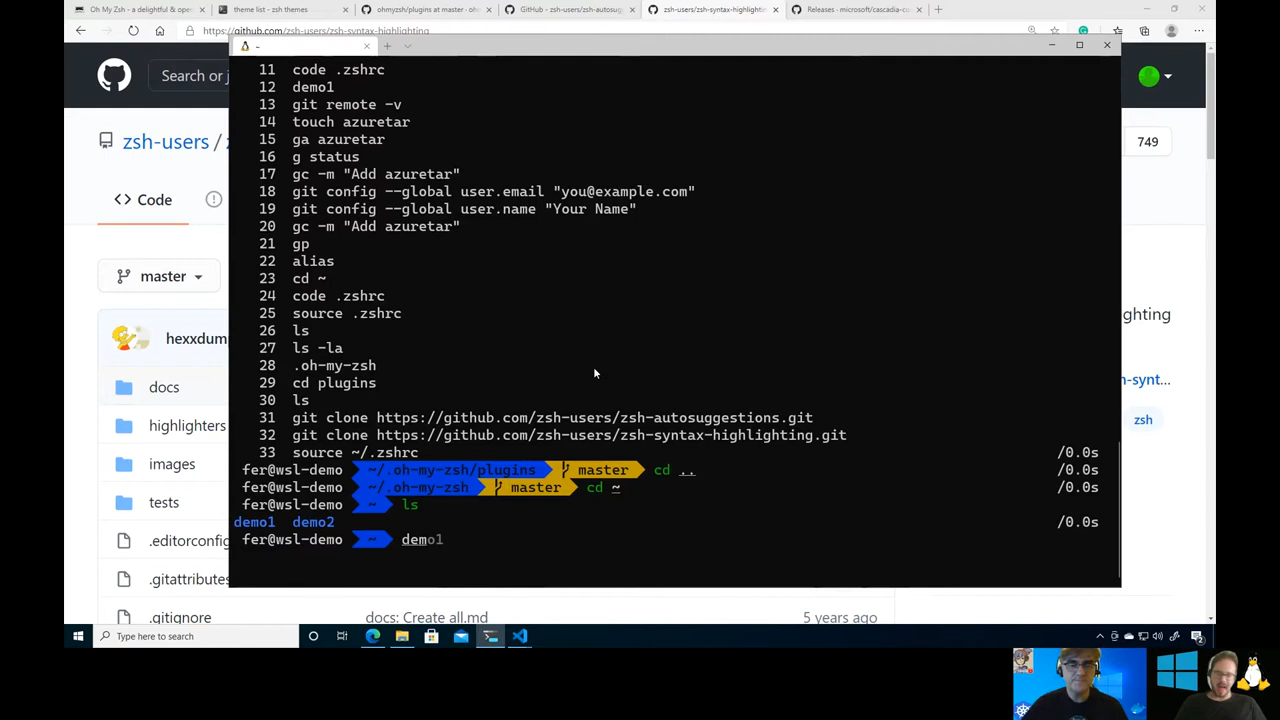 Oh My Zsh - a delightful & ope
theme list - zsh themes
ohmyzsh/plugins at master · oh
GitHub - zsh-users/zsh-autosug
zsh-users/zsh-syntax-highlightin
Releases · microsoft/cascadia-co
https://github.com/zsh-users/zsh-syntax-highlighting
~
Search or j
zsh-users /
749
Code
master
ghting
hexxdum
docs
h-synt...
highlighters
zsh
images
tests
.editorconfig
.gitattributes
.gitignore
docs: Create all.md
5 years ago
11 code .zshrc
12 demo1
13 git remote -v
14 touch azuretar
15 ga azuretar
16 g status
17 gc -m "Add azuretar"
18 git config --global user.email "you@example.com"
19 git config --global user.name "Your Name"
20 gc -m "Add azuretar"
21 gp
22 alias
23 cd ~
24 code .zshrc
25 source .zshrc
26 ls
27 ls -la
28 .oh-my-zsh
29 cd plugins
30 ls
31 git clone https://github.com/zsh-users/zsh-autosuggestions.git
32 git clone https://github.com/zsh-users/zsh-syntax-highlighting.git
33 source ~/.zshrc /0.0s
fer@wsl-demo ~/.oh-my-zsh/plugins master cd .. /0.0s
fer@wsl-demo ~/.oh-my-zsh master cd ~ /0.0s
fer@wsl-demo ~ ls
demo1 demo2 /0.0s
fer@wsl-demo ~ demo1
Type here to search
2